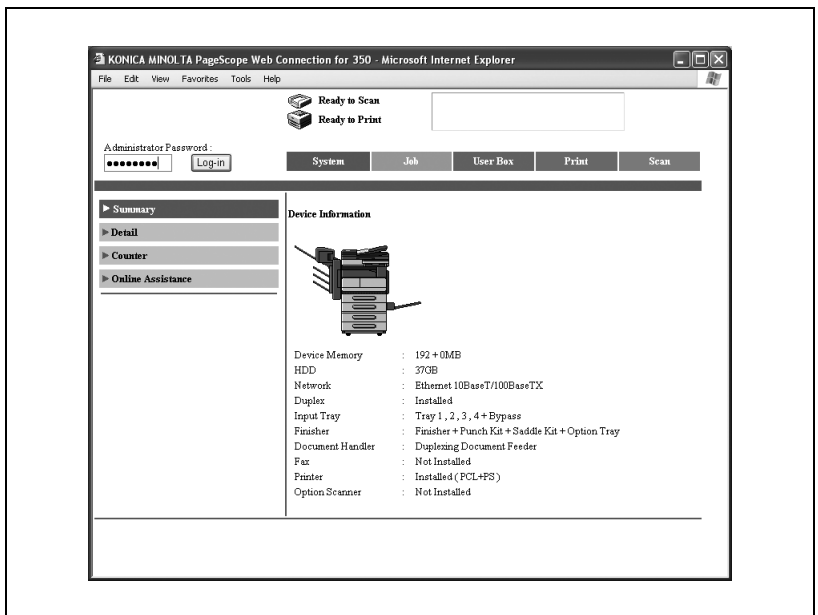 KONICA MINOLTA PageScope Web Connection for 350 - Microsoft Internet Explorer
File Edit View Favorites Tools Help
Ready to Scan
Ready to Print
Administrator Password :
Log-in
System Job User Box Print Scan
Summary
Detail
Counter
Online Assistance
Device Information
Device Memory : 192 + 0MB
HDD : 37GB
Network : Ethernet 10BaseT/100BaseTX
Duplex : Installed
Input Tray : Tray 1 , 2 , 3 , 4 + Bypass
Finisher : Finisher + Punch Kit + Saddle Kit + Option Tray
Document Handler : Duplexing Document Feeder
Fax : Not Installed
Printer : Installed ( PCL+PS )
Option Scanner : Not Installed